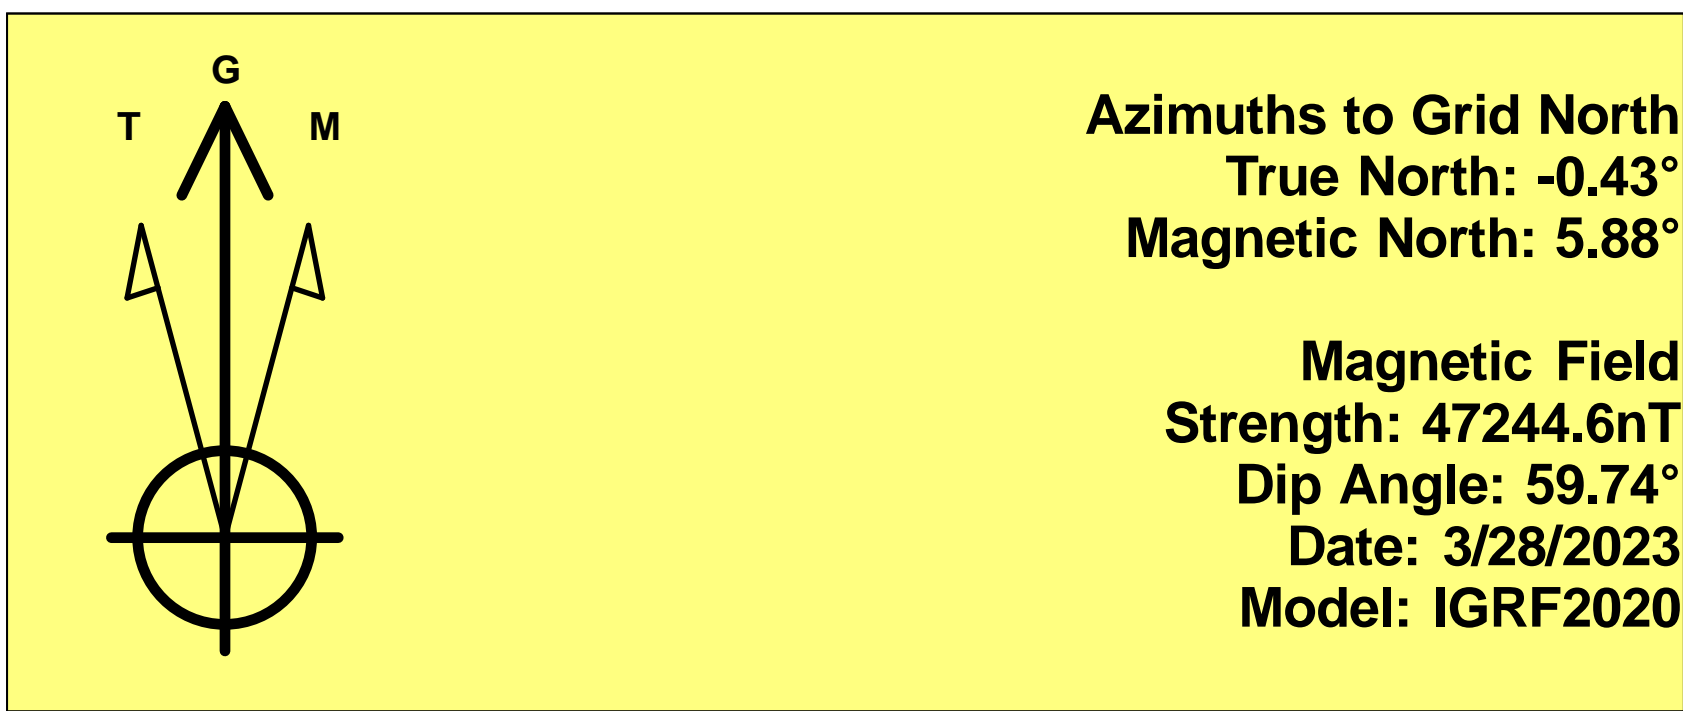 G
T
M
Azimuths to Grid North
True North: -0.43°
Magnetic North: 5.88°
Magnetic Field
Strength: 47244.6nT
Dip Angle: 59.74°
Date: 3/28/2023
Model: IGRF2020